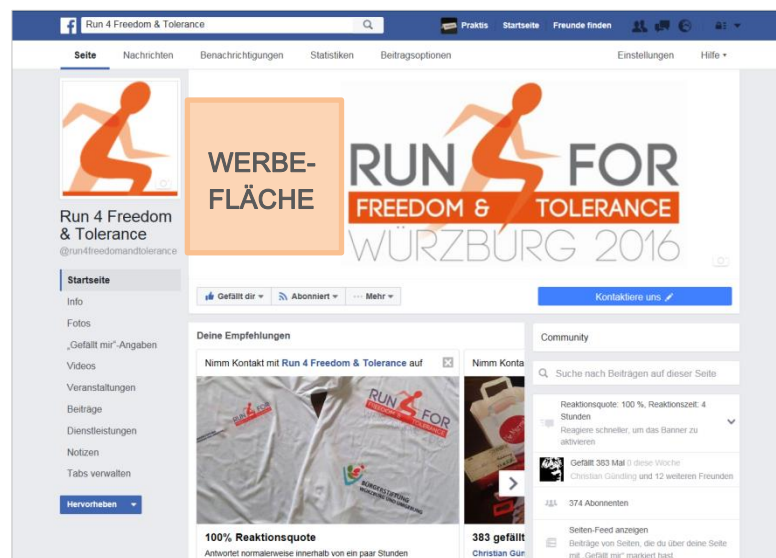 Run 4 Freedom & Tolerance
Praktis Startseite Freunde finden
Seite Nachrichten Benachrichtigungen Statistiken Beitragsoptionen Einstellungen Hilfe
WERBE-
FLÄCHE
RUN FOR
FREEDOM & TOLERANCE
WÜRZBURG 2016
Run 4 Freedom
& Tolerance
@run4freedomandtolerance
Startseite
Info
Fotos
„Gefällt mir“-Angaben
Videos
Veranstaltungen
Beiträge
Dienstleistungen
Notizen
Tabs verwalten
Hervorheben
Gefällt dir Abonniert ··· Mehr
Kontaktiere uns
Deine Empfehlungen
Nimm Kontakt mit Run 4 Freedom & Tolerance auf
RUN FOR
FREEDOM & TOLERANCE
BÜRGERSTIFTUNG
WÜRZBURG UND UMGEBUNG
100% Reaktionsquote
Antwortet normalerweise innerhalb von ein paar Stunden
Nimm Konta
383 gefällt
Christian Gün
Community
Suche nach Beiträgen auf dieser Seite
Reaktionsquote: 100 %, Reaktionszeit: 4
Stunden
Reagiere schneller, um das Banner zu
aktivieren
Gefällt 383 Mal 0 diese Woche
Christian Gündling und 12 weiteren Freunden
374 Abonnenten
Seiten-Feed anzeigen
Beiträge von Seiten, die du über deine Seite
mit „Gefällt mir“ markiert hast